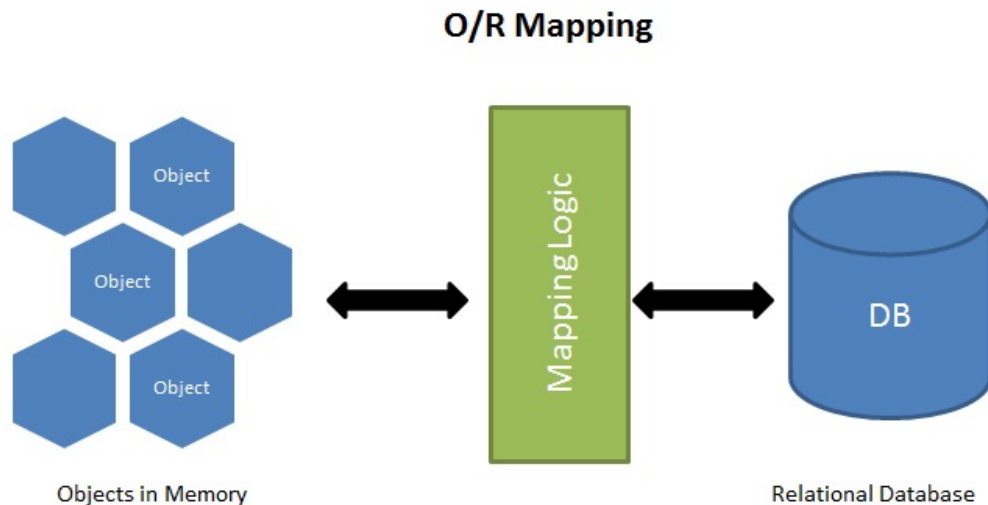 O/R Mapping
Object
Object
Object
Mapping Logic
DB
Objects in Memory
Relational Database